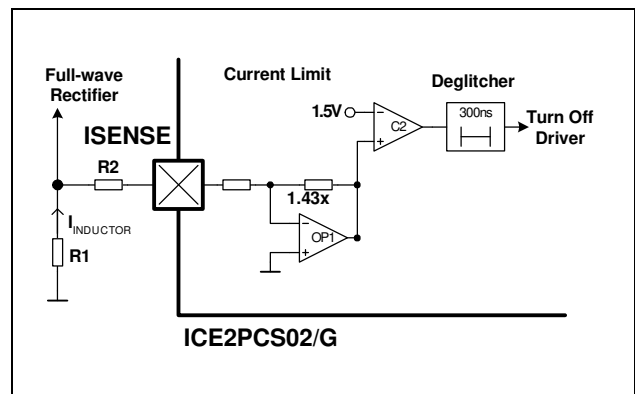 Full-wave
Rectifier
Current Limit
Deglitcher
ISENSE
1.5V
C2
300ns
Turn Off
Driver
R2
1.43x
I_INDUCTOR
OP1
R1
ICE2PCS02/G